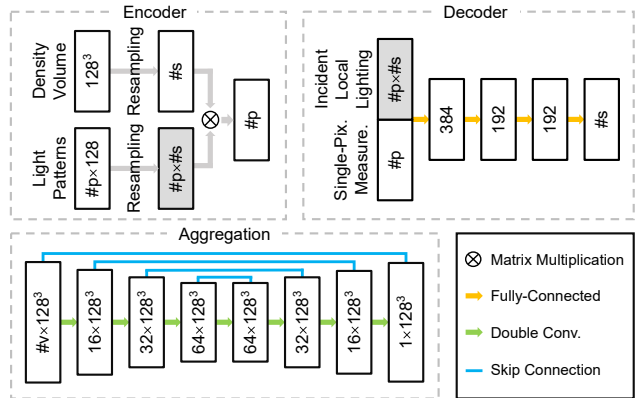 Encoder
Density
Volume
128³
Resampling
#s
Light
Patterns
#p×128
Resampling
#p×#s
#p
Decoder
Incident
Local
Lighting
#p×#s
Single-Pix.
Measure.
#p
384
192
192
#s
Aggregation
#v×128³
16×128³
32×128³
64×128³
64×128³
32×128³
16×128³
1×128³
Matrix Multiplication
Fully-Connected
Double Conv.
Skip Connection